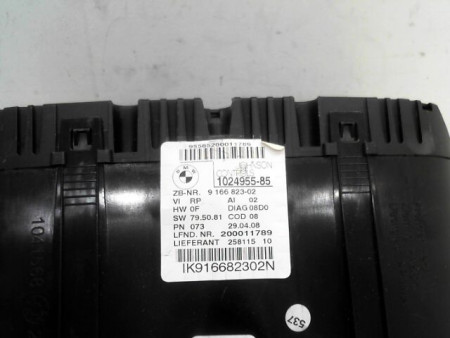 95585200011789
1024955-85
ZB-NR. 9 166 823-02
VI RP AI 02
HW 0F DIAG 08D0
SW 79.50.81 COD 08
PN 073 29.04.08
LFND. NR. 200011789
LIEFERANT 258115 10
IK916682302N
537